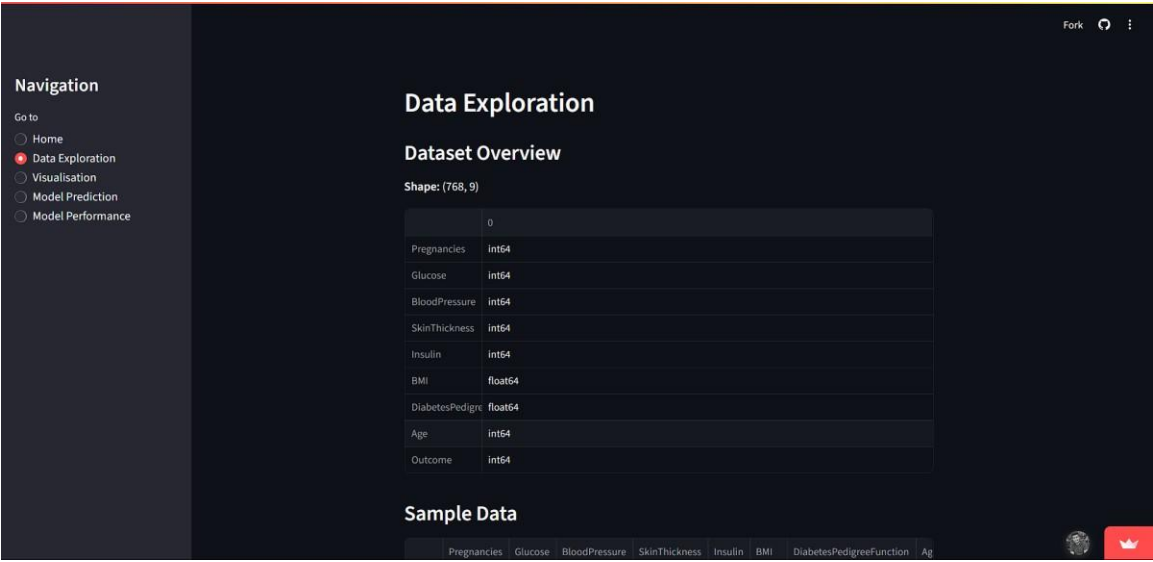 Fork
Navigation
Go to
Home
Data Exploration
Visualisation
Model Prediction
Model Performance
Data Exploration
Dataset Overview
Shape: (768, 9)
0
Pregnancies int64
Glucose int64
BloodPressure int64
SkinThickness int64
Insulin int64
BMI float64
DiabetesPedigre float64
Age int64
Outcome int64
Sample Data
Pregnancies Glucose BloodPressure SkinThickness Insulin BMI DiabetesPedigreeFunction Ag